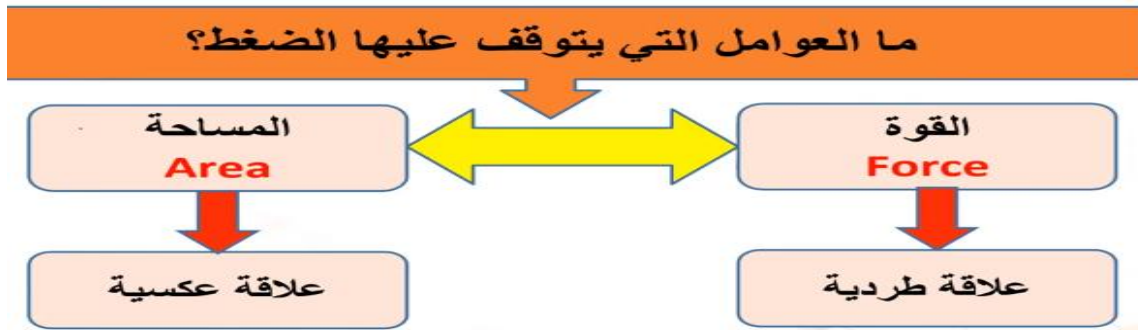 ما العوامل التي يتوقف عليها الضغط؟
القوة
Force
علاقة طردية
المساحة
Area
علاقة عكسية